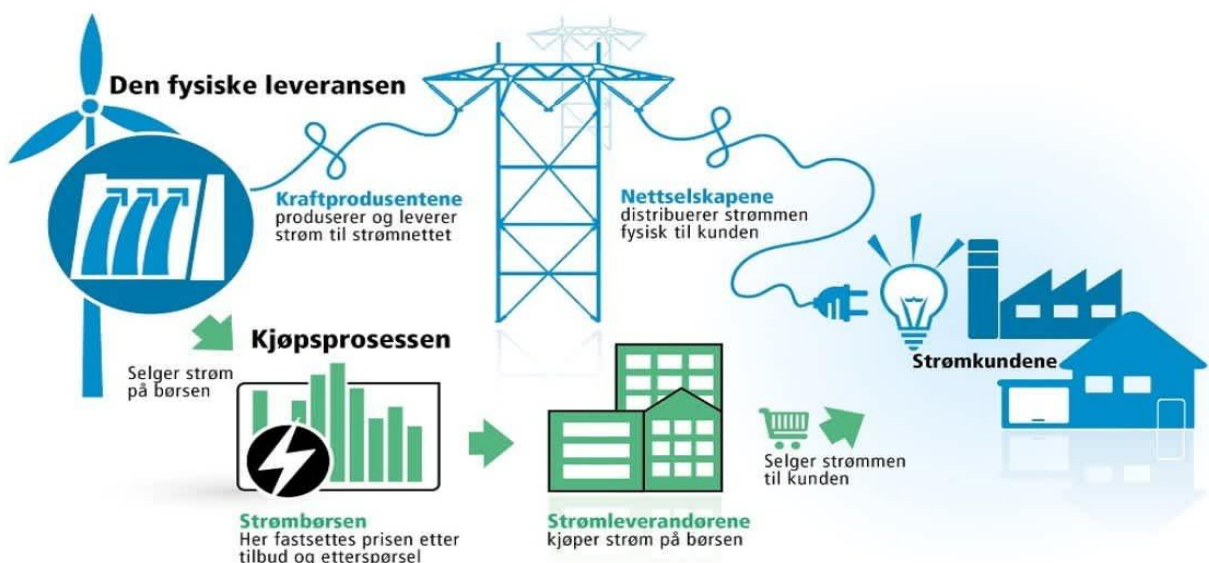 Den fysiske leveransen
Kraftprodusentene
produserer og leverer
strøm til strømnettet
Nettselskapene
distribuerer strømmen
fysisk til kunden
Strømkundene
Kjøpsprosessen
Selger strøm
på børsen
Strømbørsen
Her fastsettes prisen etter
tilbud og etterspørsel
Strømleverandørene
kjøper strøm på børsen
Selger strømmen
til kunden